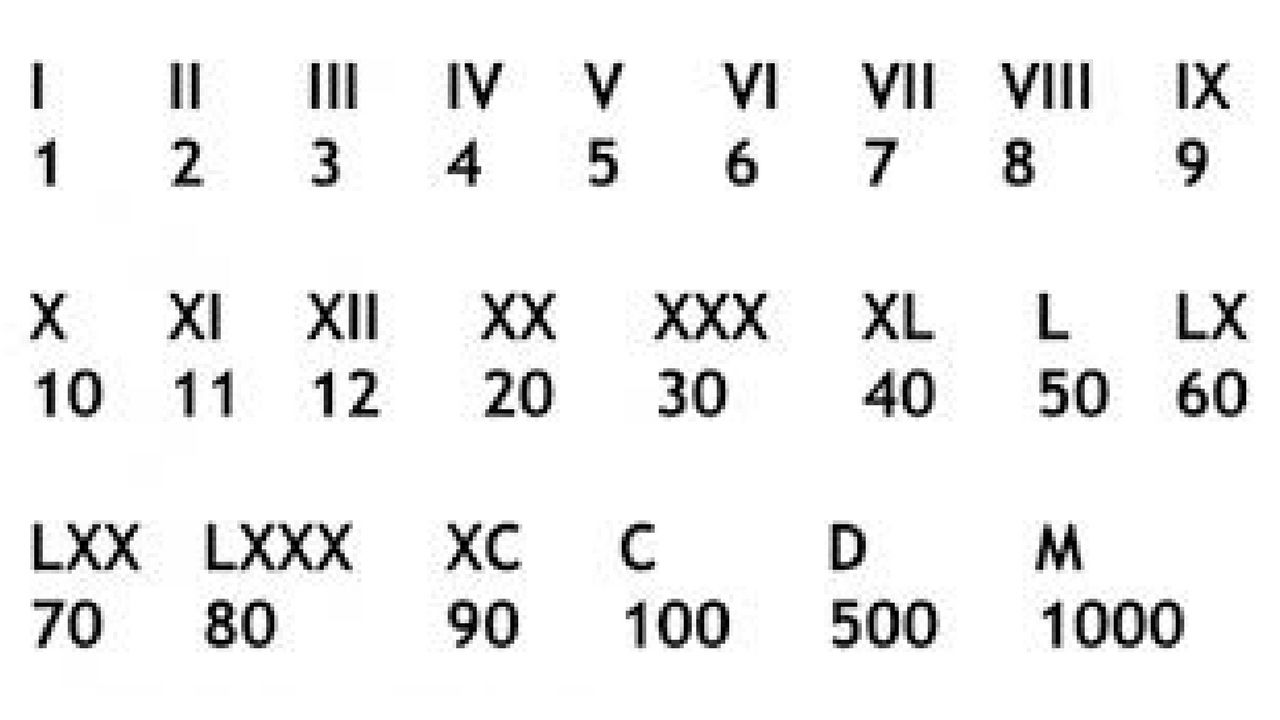 I II III IV V VI VII VIII IX
1 2 3 4 5 6 7 8 9
X XI XII XX XXX XL L LX
10 11 12 20 30 40 50 60
LXX LXXX XC C D M
70 80 90 100 500 1000